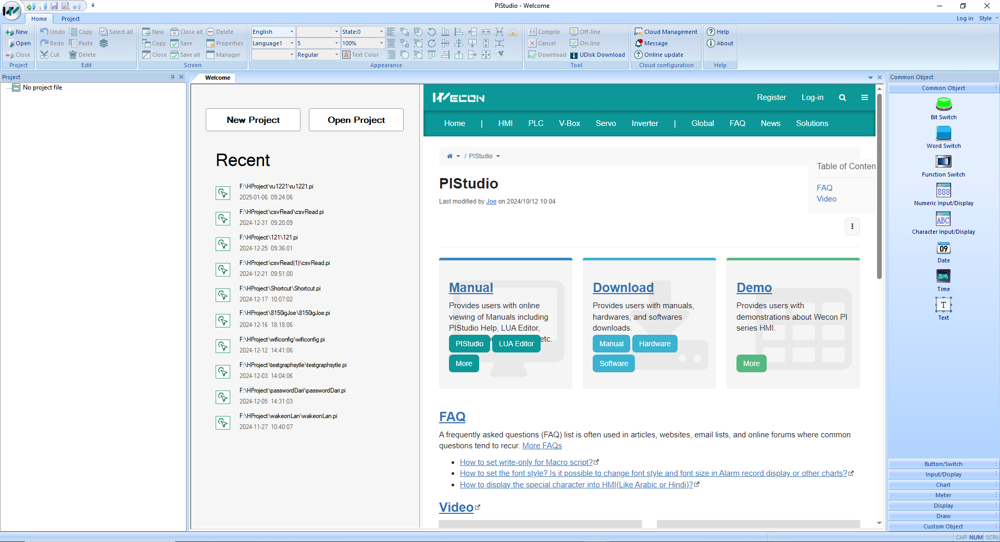 PIStudio - Welcome
Home Project Log in Style
New Undo Copy Select all New Close all Delete English State:0 Compile Off-line Cloud Management Help
Open Redo Paste Copy Save Properties Language1 5 100% Cancel On-line Message About
Close Cut Delete Close Save all Manager Regular Text Color Download UDisk Download Online update
Project Edit Screen Appearance Tool Cloud configuration Help
Project
No project file
Welcome
New Project Open Project
Recent
F:\HProject\ru1221\ru1221.pi
2025-01-06 09:24:06
F:\HProject\csvRead\csvRead.pi
2024-12-31 09:20:09
F:\HProject\121\121.pi
2024-12-25 09:36:01
F:\HProject\csvRead(1)\csvRead.pi
2024-12-21 09:51:00
F:\HProject\Shortcut\Shortcut.pi
2024-12-17 10:07:02
F:\HProject\8150igJoe\8150igJoe.pi
2024-12-16 18:18:06
F:\HProject\wificonfig\wificonfig.pi
2024-12-12 14:41:06
F:\HProject\testgraphsytle\testgraphsytle.pi
2024-12-03 14:04:06
F:\HProject\passwordDari\passwordDari.pi
2024-12-05 14:31:03
F:\HProject\wakeonLan\wakeonLan.pi
2024-11-27 10:40:07
WECON
Register Log-in
Home | HMI PLC V-Box Servo Inverter | Global FAQ News Solutions
/ PIStudio
Table of Conten
FAQ
Video
PIStudio
Last modified by Joe on 2024/10/12 10:04
Manual
Provides users with online
viewing of Manuals including
PIStudio Help, LUA Editor,
etc.
PIStudio LUA Editor
More
Download
Provides users with manuals,
hardwares, and softwares
downloads.
Manual Hardware
Software
Demo
Provides users with
demonstrations about Wecon PI
series HMI.
More
FAQ
A frequently asked questions (FAQ) list is often used in articles, websites, email lists, and online forums where common
questions tend to recur. More FAQs
How to set write-only for Macro script?
How to set the font style? Is it possible to change font style and font size in Alarm record display or other charts?
How to display the special character into HMI(Like Arabic or Hindi)?
Video
Common Object
Common Object
Bit Switch
Word Switch
Function Switch
888
Numeric Input/Display
ABC
Character Input/Display
09
Date
05:45
Time
T
Text
Button/Switch
Input/Display
Chart
Meter
Display
Draw
Custom Object
CAP NUM SCRL